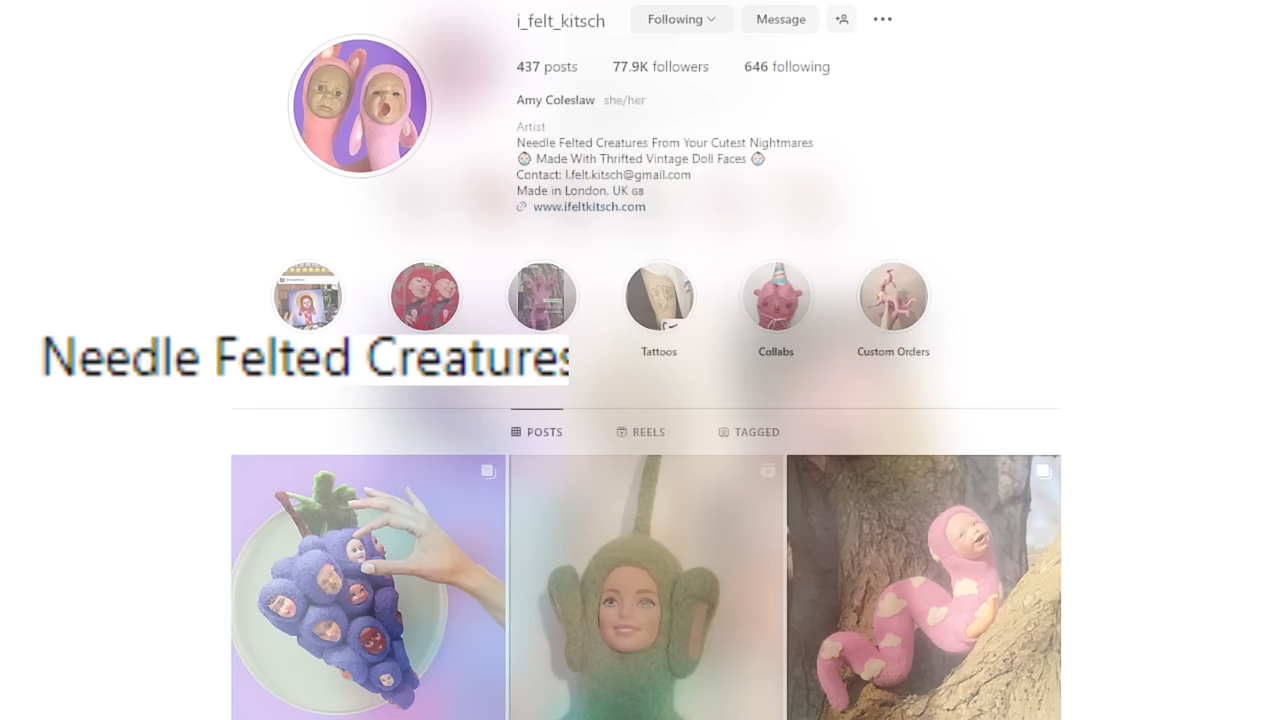 i_felt_kitsch
Following
Message
437 posts 77.9K followers 646 following
Amy Coleslaw she/her
Artist
Needle Felted Creatures From Your Cutest Nightmares
Made With Thrifted Vintage Doll Faces
Contact: I.felt.kitsch@gmail.com
Made in London. UK GB
www.ifeltkitsch.com
Tattoos
Collabs
Custom Orders
Needle Felted Creatures
POSTS
REELS
TAGGED